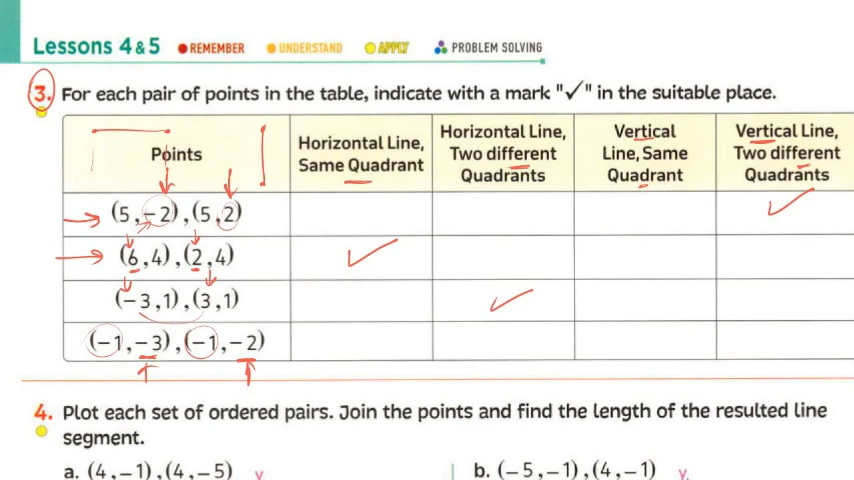 Lessons 4 & 5 REMEMBER UNDERSTAND APPLY PROBLEM SOLVING
3. For each pair of points in the table, indicate with a mark "✓" in the suitable place.
Points
Horizontal Line,
Same Quadrant
Horizontal Line,
Two different
Quadrants
Vertical
Line, Same
Quadrant
Vertical Line,
Two different
Quadrants
(5,−2),(5,2) ✓
(6,4),(2,4) ✓
(−3,1),(3,1) ✓
(−1,−3),(−1,−2)
4. Plot each set of ordered pairs. Join the points and find the length of the resulted line
segment.
a. (4,−1),(4,−5)
b. (−5,−1),(4,−1)